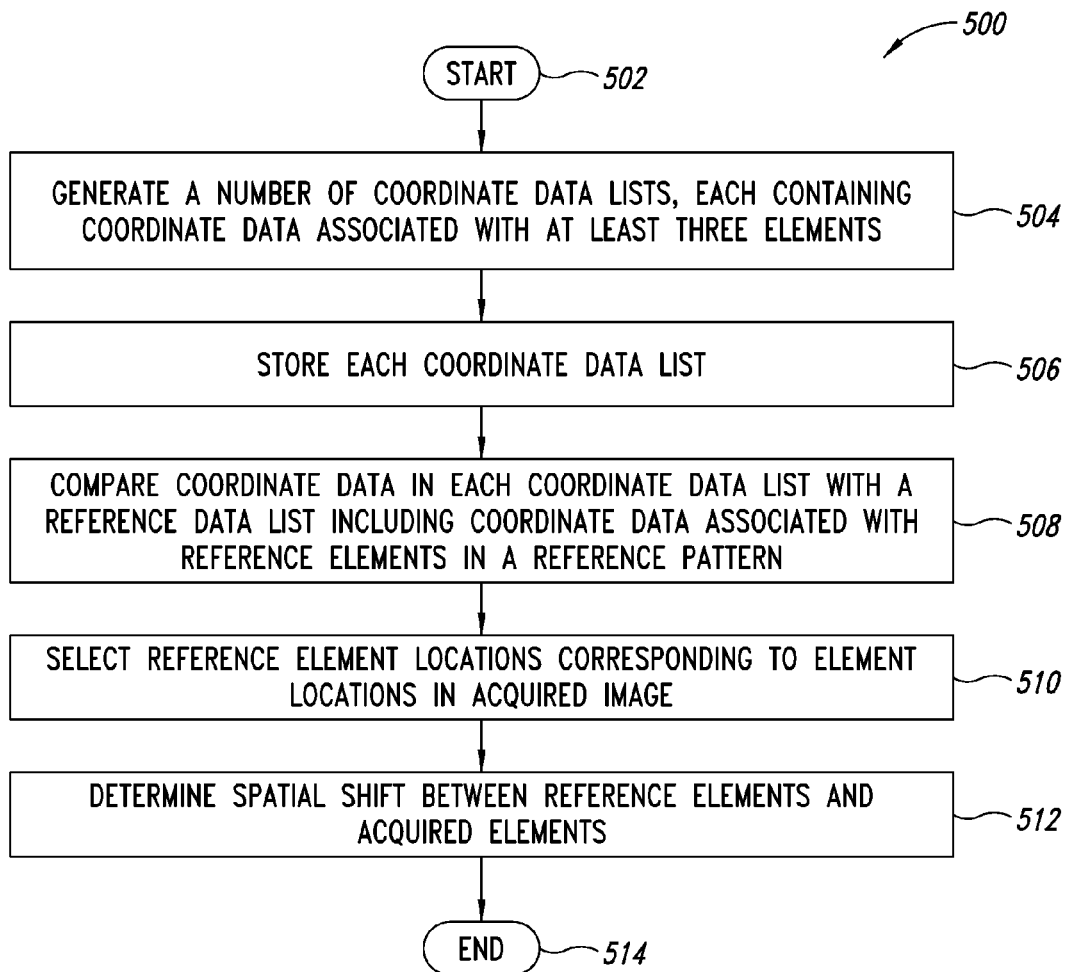 500
START
502
GENERATE A NUMBER OF COORDINATE DATA LISTS, EACH CONTAINING
COORDINATE DATA ASSOCIATED WITH AT LEAST THREE ELEMENTS
504
STORE EACH COORDINATE DATA LIST
506
COMPARE COORDINATE DATA IN EACH COORDINATE DATA LIST WITH A
REFERENCE DATA LIST INCLUDING COORDINATE DATA ASSOCIATED WITH
REFERENCE ELEMENTS IN A REFERENCE PATTERN
508
SELECT REFERENCE ELEMENT LOCATIONS CORRESPONDING TO ELEMENT
LOCATIONS IN ACQUIRED IMAGE
510
DETERMINE SPATIAL SHIFT BETWEEN REFERENCE ELEMENTS AND
ACQUIRED ELEMENTS
512
END
514